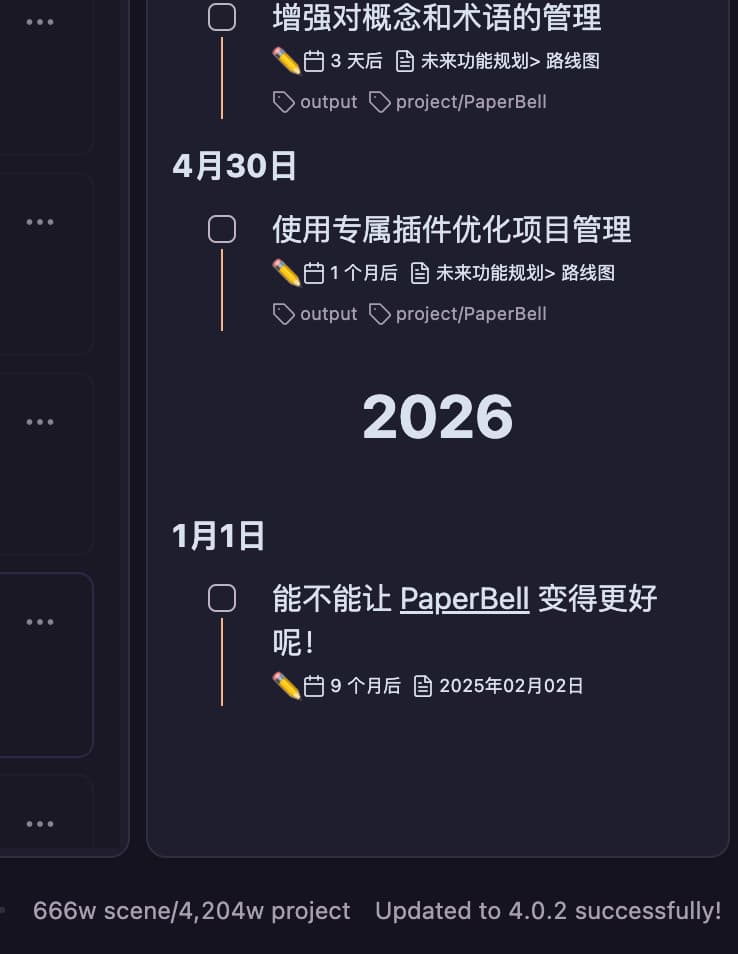 增强对概念和术语的管理
3 天后 未来功能规划> 路线图
output project/PaperBell
4月30日
使用专属插件优化项目管理
1 个月后 未来功能规划> 路线图
output project/PaperBell
2026
1月1日
能不能让 PaperBell 变得更好
呢!
9 个月后 2025年02月02日
666w scene/4,204w project Updated to 4.0.2 successfully!